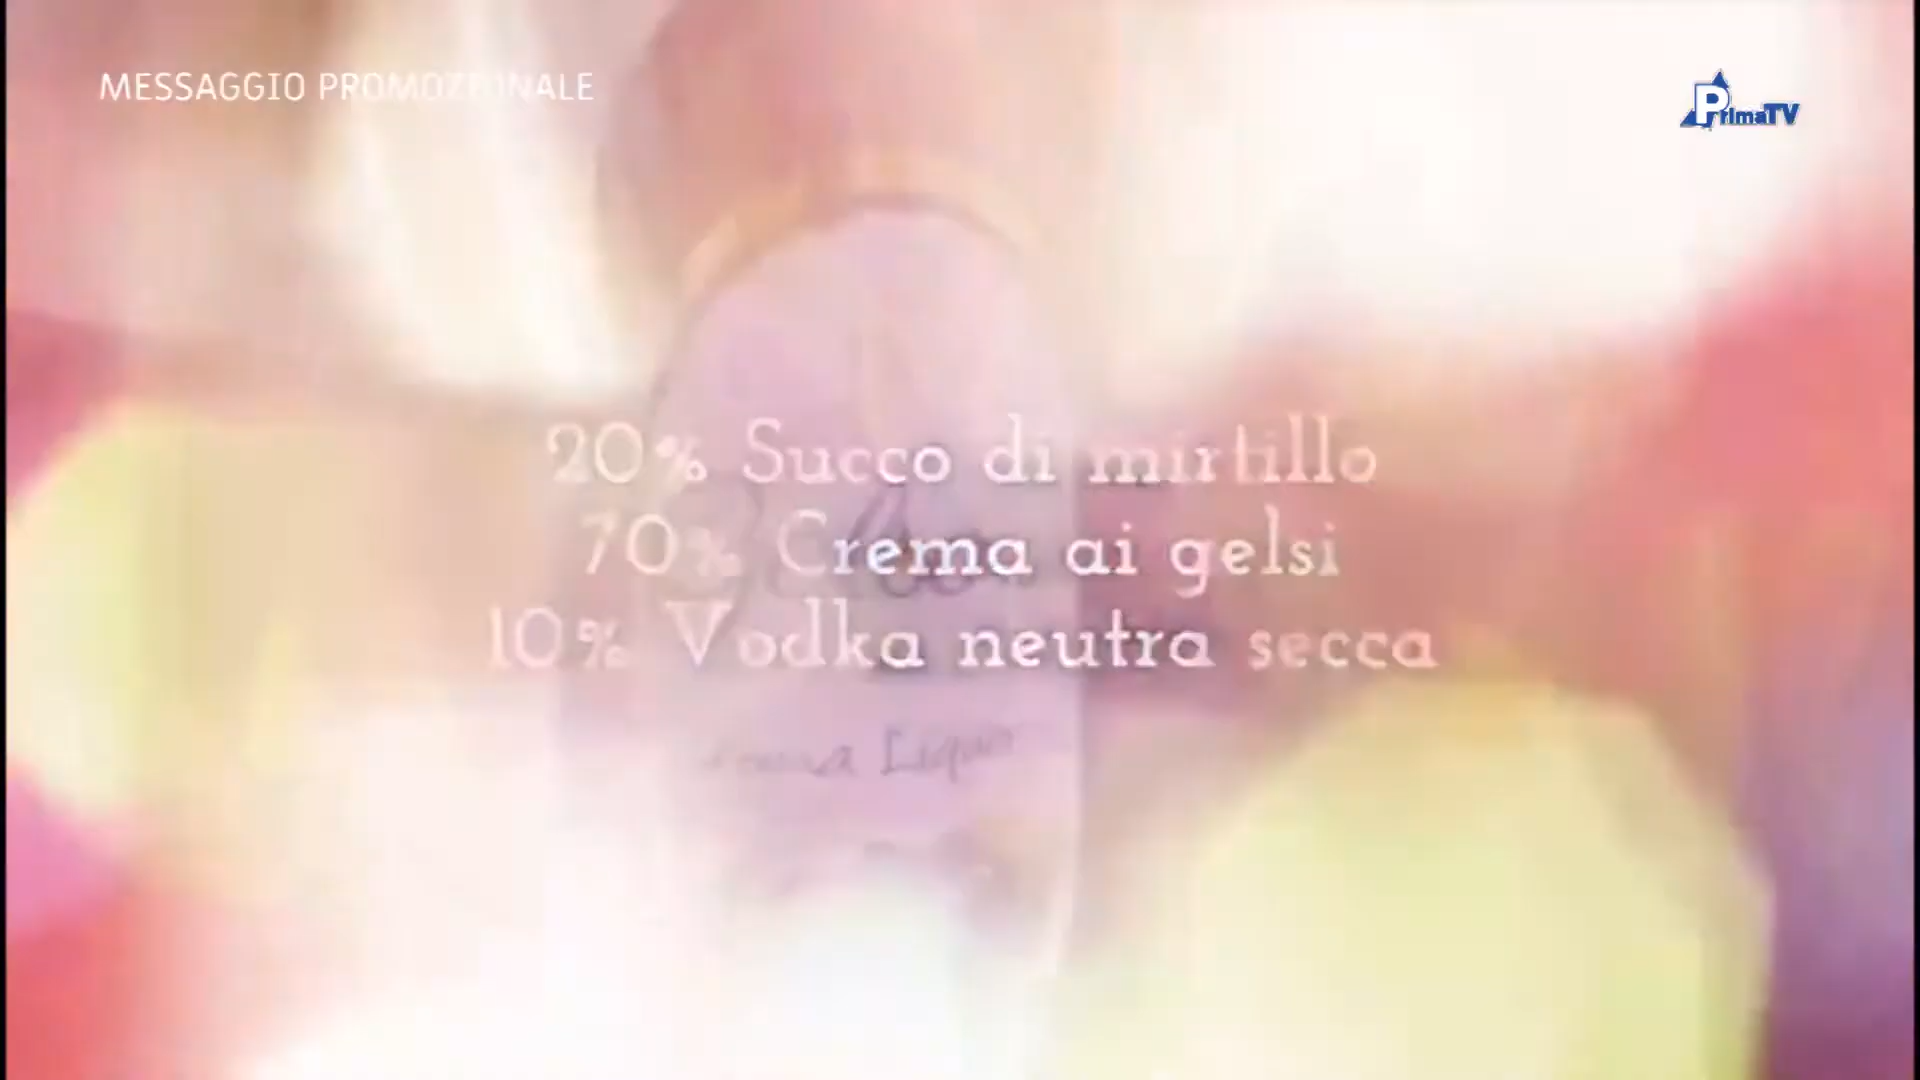 MESSAGGIO PROMOZIONALE
PrimaTV
20% Succo di mirtillo
70% Crema ai gelsi
10% Vodka neutra secca